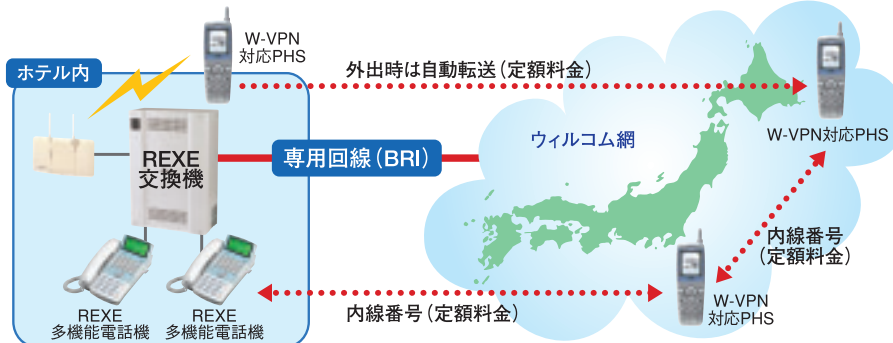 W-VPN
対応PHS
ホテル内
外出時は自動転送(定額料金)
W-VPN対応PHS
ウィルコム網
REXE
交換機
専用回線(BRI)
内線番号
(定額料金)
REXE
多機能電話機
REXE
多機能電話機
内線番号(定額料金)
W-VPN
対応PHS